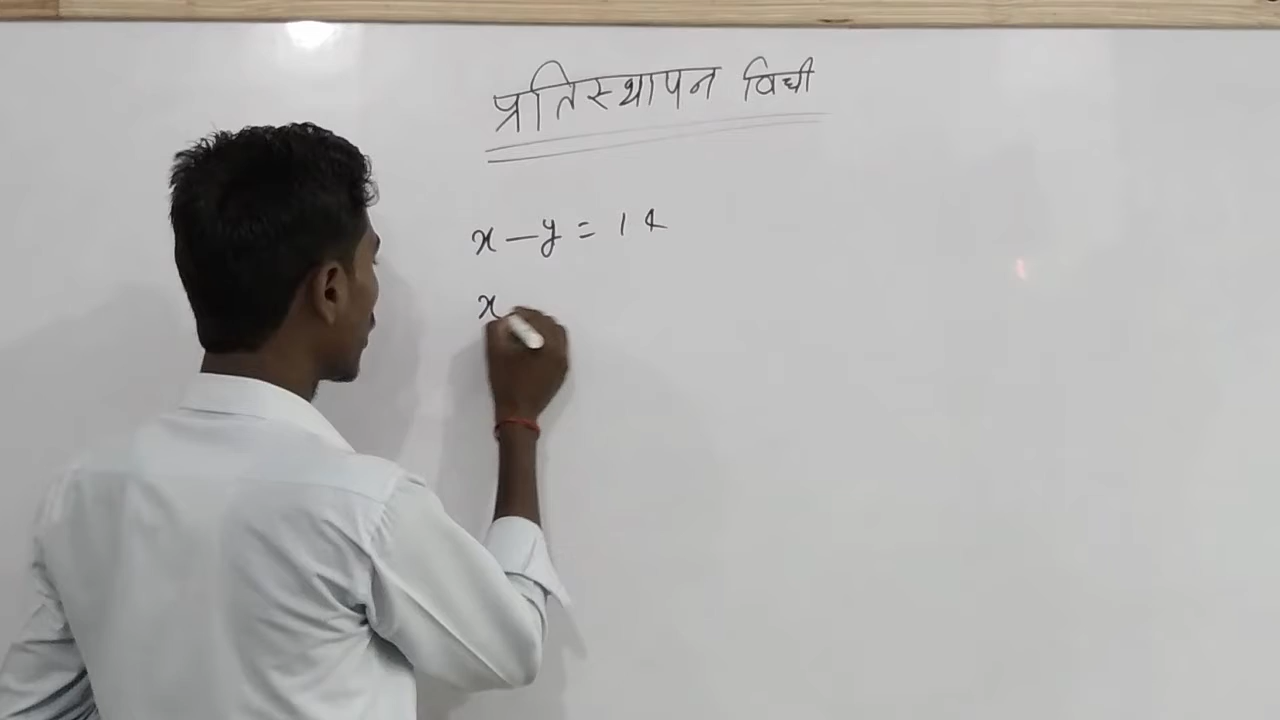 प्रतिस्थापन विधी
x - y = 14
x